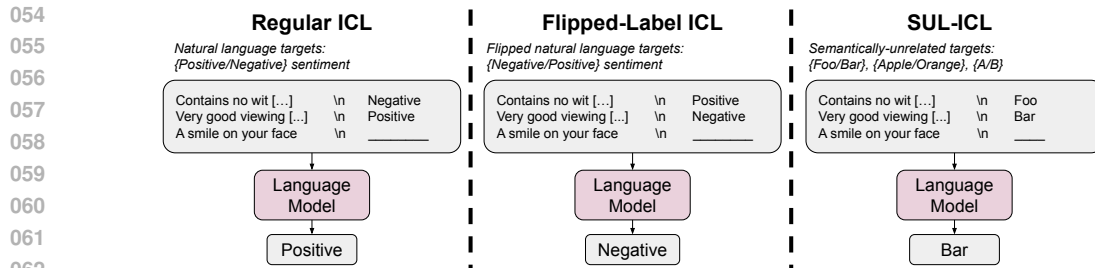 054
055
056
057
058
059
060
061
Regular ICL
Natural language targets:
{Positive/Negative} sentiment
Contains no wit […] \n Negative
Very good viewing [...] \n Positive
A smile on your face \n ________
Language
Model
Positive
Flipped-Label ICL
Flipped natural language targets:
{Negative/Positive} sentiment
Contains no wit […] \n Positive
Very good viewing [...] \n Negative
A smile on your face \n ________
Language
Model
Negative
SUL-ICL
Semantically-unrelated targets:
{Foo/Bar}, {Apple/Orange}, {A/B}
Contains no wit […] \n Foo
Very good viewing [...] \n Bar
A smile on your face \n ____
Language
Model
Bar